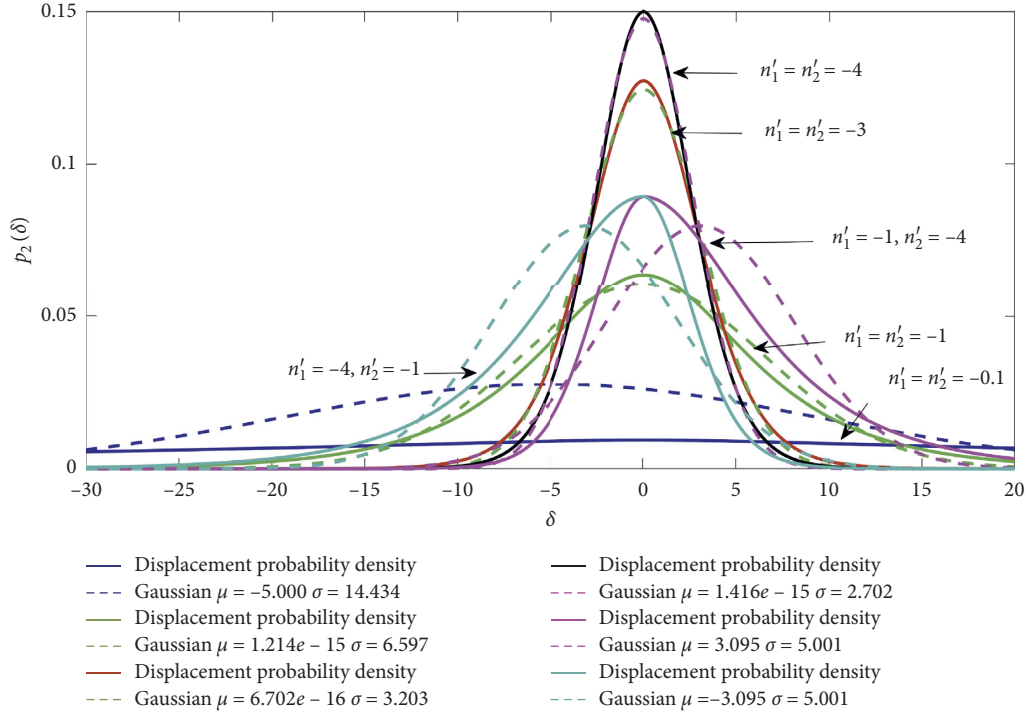 0.15
0.1
0.05
0
p₂ (δ)
n′₁ = n′₂ = –4
n′₁ = n′₂ = –3
n′₁ = –1, n′₂ = –4
n′₁ = n′₂ = –1
n′₁ = –4, n′₂ = –1
n′₁ = n′₂ = –0.1
–30 –25 –20 –15 –10 –5 0 5 10 15 20
δ
Displacement probability density
Gaussian μ = –5.000 σ = 14.434
Displacement probability density
Gaussian μ = 1.214e – 15 σ = 6.597
Displacement probability density
Gaussian μ = 6.702e – 16 σ = 3.203
Displacement probability density
Gaussian μ = 1.416e – 15 σ = 2.702
Displacement probability density
Gaussian μ = 3.095 σ = 5.001
Displacement probability density
Gaussian μ =–3.095 σ = 5.001